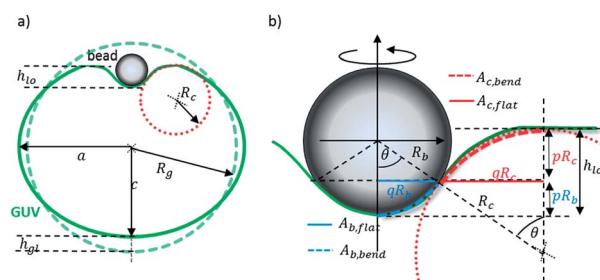 a)
bead
h_lo
R_c
a
R_g
c
GUV
h_gl
b)
A_c,bend
A_c,flat
R_b
θ
qR_b
qR_c
pR_c
h_lo
pR_b
R_c
A_b,flat
A_b,bend
θ